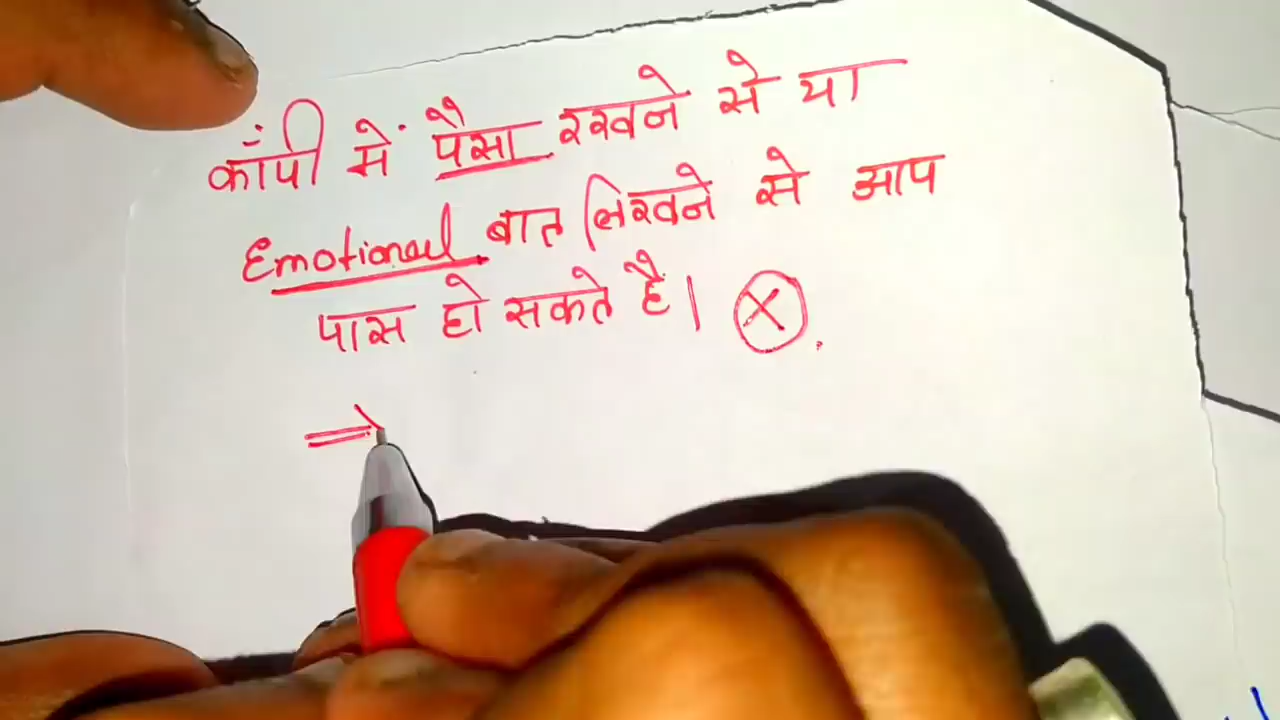 कॉपी में पैसा रखने से या
Emotional बात लिखने से आप
पास हो सकते है।